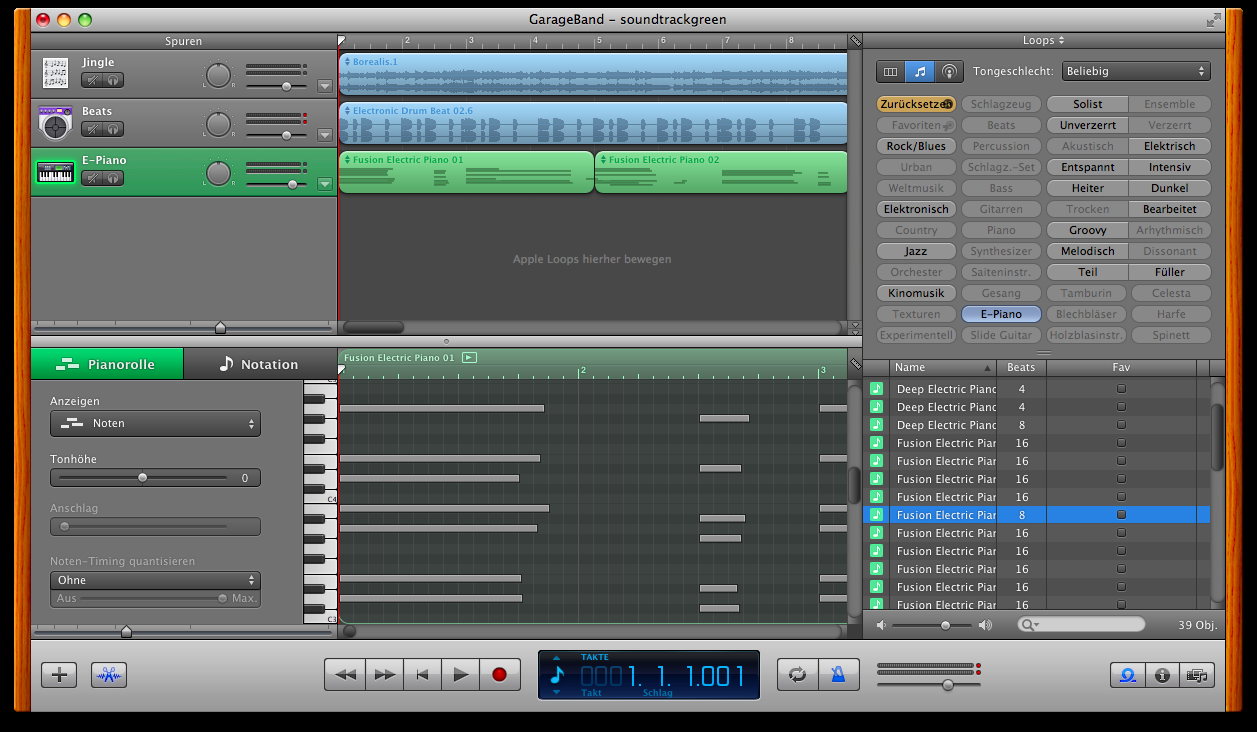 GarageBand – soundtrackgreen
Spuren
2 3 4 5 6 7 8
Jingle
L R
Beats
L R
E-Piano
L R
Borealis.1
Electronic Drum Beat 02.6
Fusion Electric Piano 01
Fusion Electric Piano 02
Apple Loops hierher bewegen
Loops
Tongeschlecht: Beliebig
Zurücksetzen Schlagzeug Solist Ensemble
Favoriten Beats Unverzerrt Verzerrt
Rock/Blues Percussion Akustisch Elektrisch
Urban Schlagz.-Set Entspannt Intensiv
Weltmusik Bass Heiter Dunkel
Elektronisch Gitarren Trocken Bearbeitet
Country Piano Groovy Arhythmisch
Jazz Synthesizer Melodisch Dissonant
Orchester Saiteninstr. Teil Füller
Kinomusik Gesang Tamburin Celesta
Texturen E-Piano Blechbläser Harfe
Experimentell Slide Guitar Holzblasinstr. Spinett
Pianorolle Notation
Anzeigen
Noten
Tonhöhe
0
Anschlag
Noten-Timing quantisieren
Ohne
Aus Max.
Fusion Electric Piano 01
2 3
C4
C3
Name Beats Fav
Deep Electric Piano 4
Deep Electric Piano 4
Deep Electric Piano 8
Fusion Electric Piar 16
Fusion Electric Piar 16
Fusion Electric Piar 16
Fusion Electric Piar 16
Fusion Electric Piar 8
Fusion Electric Piar 16
Fusion Electric Piar 16
Fusion Electric Piar 16
Fusion Electric Piar 16
Fusion Electric Piar 16
39 Obj.
TAKTE
0001. 1. 1.001
Takt Schlag